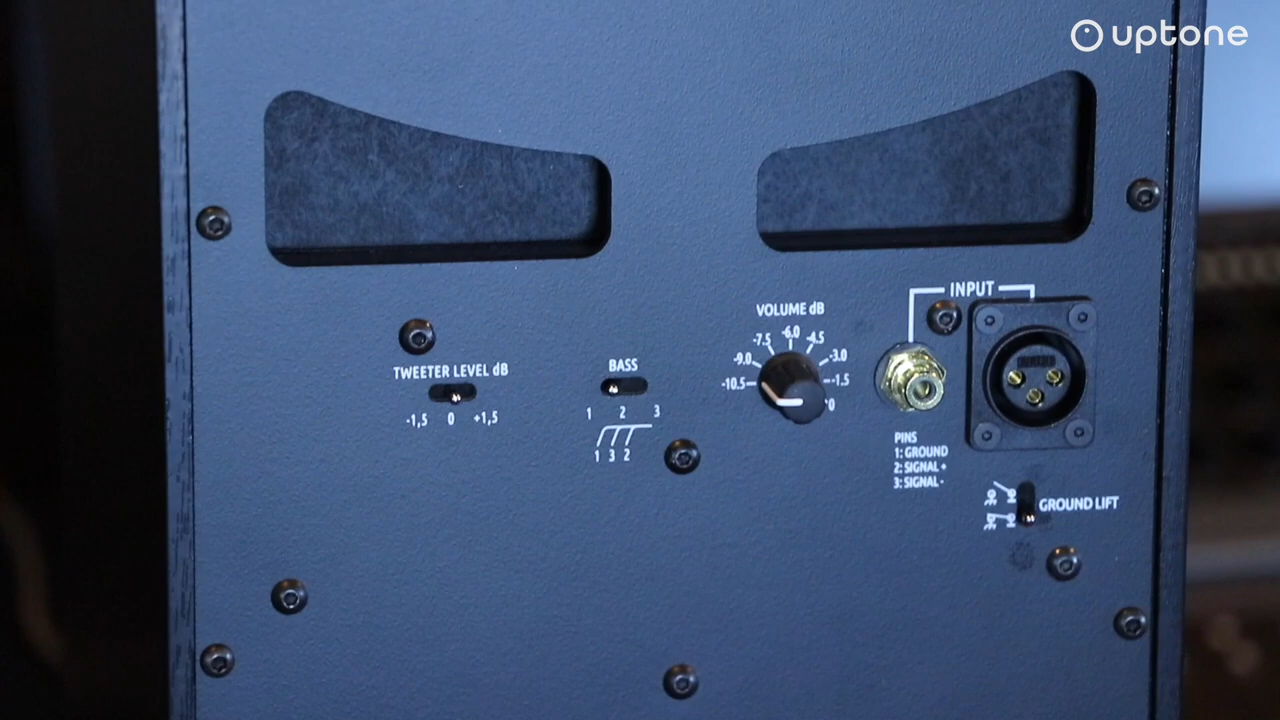 uptone
INPUT
VOLUME dB
-10.5 -9.0 -7.5 -6.0 -4.5 -3.0 -1.5 0
TWEETER LEVEL dB
-1,5 0 +1,5
BASS
1 2 3
1 3 2
PINS
1: GROUND
2: SIGNAL +
3: SIGNAL -
GROUND LIFT